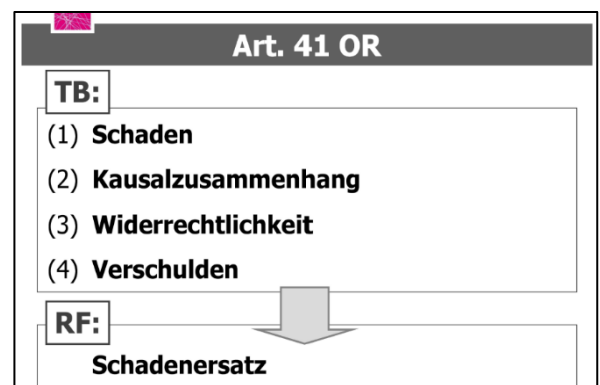 Art. 41 OR
TB:
(1) Schaden
(2) Kausalzusammenhang
(3) Widerrechtlichkeit
(4) Verschulden
RF:
Schadenersatz